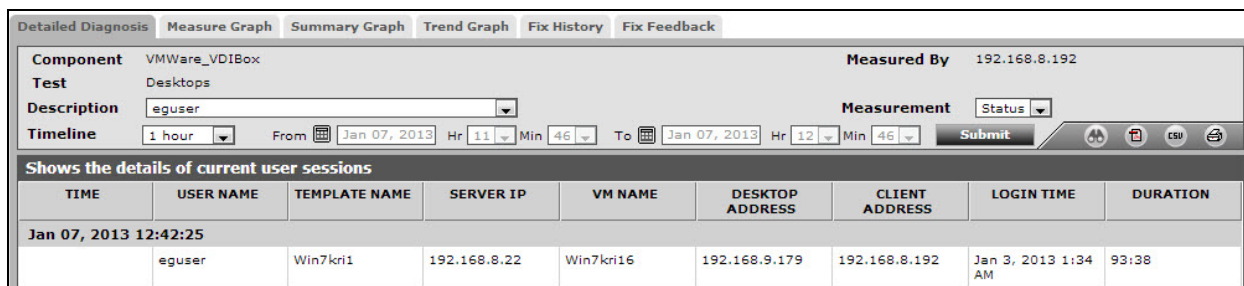 Detailed Diagnosis Measure Graph Summary Graph Trend Graph Fix History Fix Feedback
Component VMWare_VDIBox Measured By 192.168.8.192
Test Desktops
Description eguser Measurement Status
Timeline 1 hour From Jan 07, 2013 Hr 11 Min 46 To Jan 07, 2013 Hr 12 Min 46 Submit CSV
Shows the details of current user sessions
TIME USER NAME TEMPLATE NAME SERVER IP VM NAME DESKTOP ADDRESS CLIENT ADDRESS LOGIN TIME DURATION
Jan 07, 2013 12:42:25
eguser Win7kri1 192.168.8.22 Win7kri16 192.168.9.179 192.168.8.192 Jan 3, 2013 1:34 AM 93:38